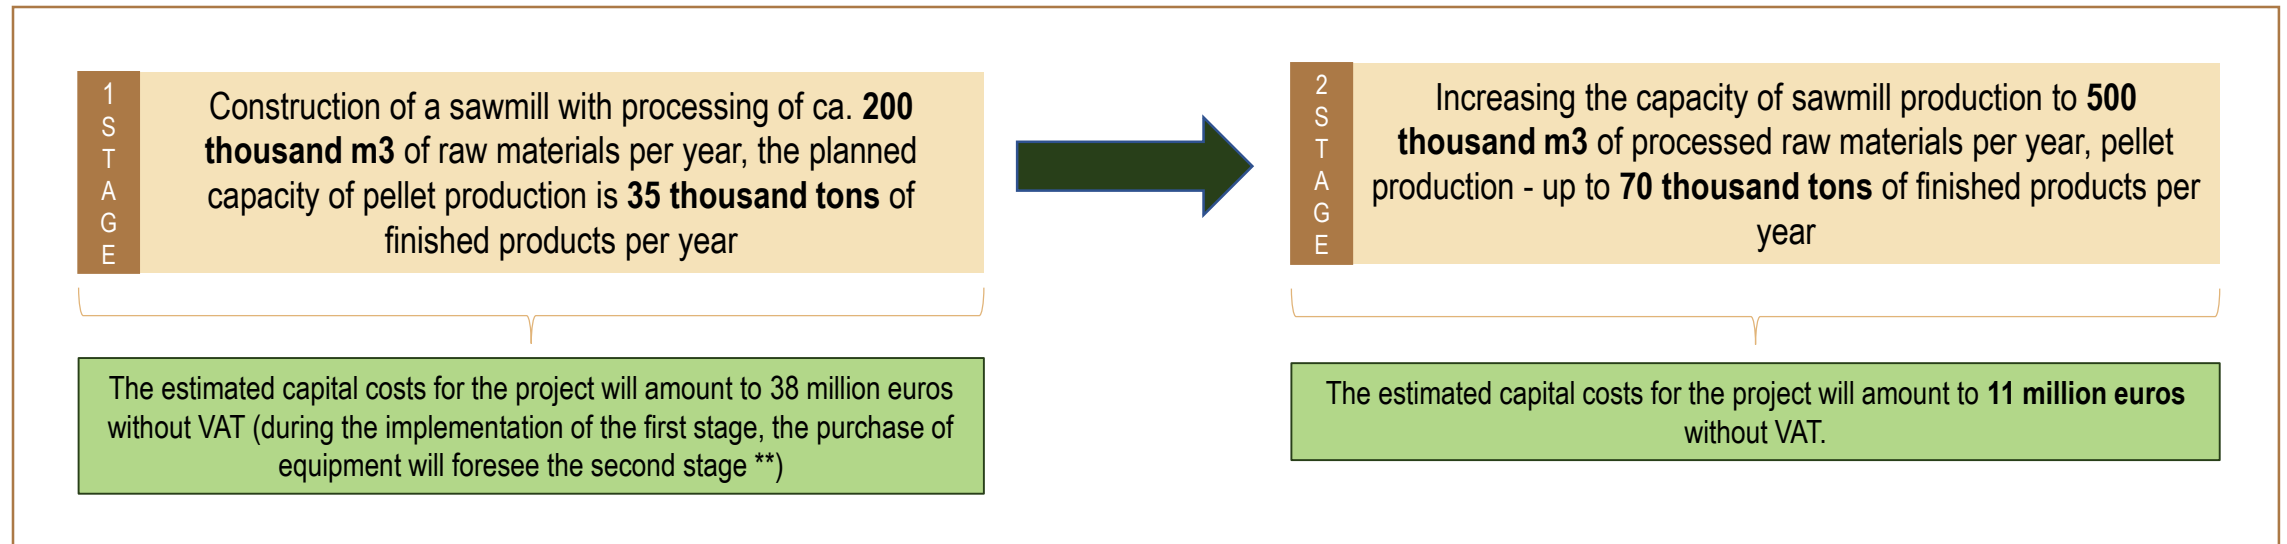 1
S
T
A
G
E
Construction of a sawmill with processing of ca. 200
thousand m3 of raw materials per year, the planned
capacity of pellet production is 35 thousand tons of
finished products per year
The estimated capital costs for the project will amount to 38 million euros
without VAT (during the implementation of the first stage, the purchase of
equipment will foresee the second stage **)
2
S
T
A
G
E
Increasing the capacity of sawmill production to 500
thousand m3 of processed raw materials per year, pellet
production - up to 70 thousand tons of finished products per
year
The estimated capital costs for the project will amount to 11 million euros
without VAT.